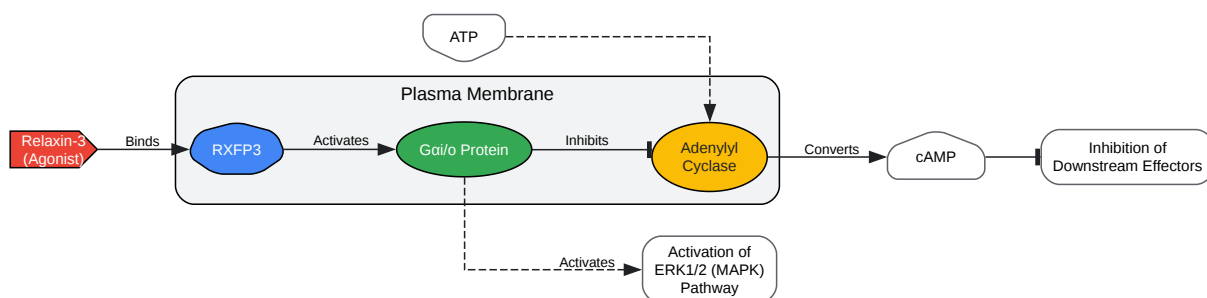 ATP
Plasma Membrane
Relaxin-3
(Agonist)
Binds
RXFP3
Activates
Gαi/o Protein
Inhibits
Adenylyl
Cyclase
Converts
cAMP
Inhibition of
Downstream Effectors
Activates
Activation of
ERK1/2 (MAPK)
Pathway